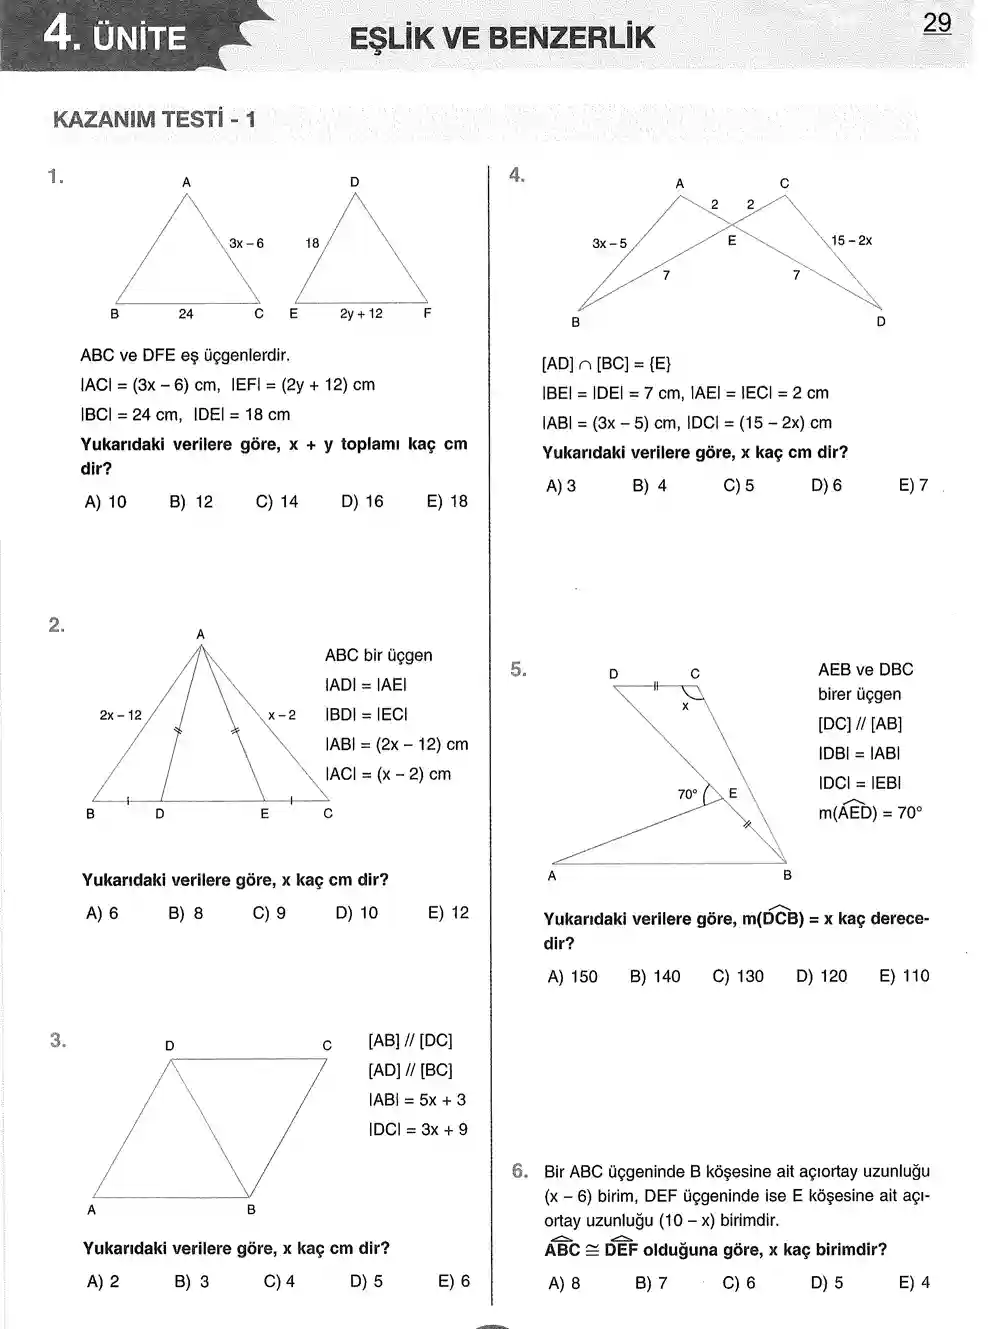 4. ÜNİTE
EŞLİK VE BENZERLİK
29
KAZANIM TESTİ - 1
1.
A
D
3x – 6
18
B
24
C
E
2y + 12
F
ABC ve DFE eş üçgenlerdir.
|AC| = (3x – 6) cm, |EF| = (2y + 12) cm
|BC| = 24 cm, |DE| = 18 cm
Yukarıdaki verilere göre, x + y toplamı kaç cm
dir?
A) 10 B) 12 C) 14 D) 16 E) 18
2.
A
2x – 12
x – 2
B
D
E
C
ABC bir üçgen
|AD| = |AE|
|BD| = |EC|
|AB| = (2x – 12) cm
|AC| = (x – 2) cm
Yukarıdaki verilere göre, x kaç cm dir?
A) 6 B) 8 C) 9 D) 10 E) 12
3.
D
C
A
B
[AB] // [DC]
[AD] // [BC]
|AB| = 5x + 3
|DC| = 3x + 9
Yukarıdaki verilere göre, x kaç cm dir?
A) 2 B) 3 C) 4 D) 5 E) 6
4.
A
C
2
2
3x – 5
E
15 – 2x
7
7
B
D
[AD] ∩ [BC] = {E}
|BE| = |DE| = 7 cm, |AE| = |EC| = 2 cm
|AB| = (3x – 5) cm, |DC| = (15 – 2x) cm
Yukarıdaki verilere göre, x kaç cm dir?
A) 3 B) 4 C) 5 D) 6 E) 7
5.
D
C
x
70°
E
A
B
AEB ve DBC
birer üçgen
[DC] // [AB]
|DB| = |AB|
|DC| = |EB|
m(AED) = 70°
Yukarıdaki verilere göre, m(DCB) = x kaç derece-
dir?
A) 150 B) 140 C) 130 D) 120 E) 110
6. Bir ABC üçgeninde B köşesine ait açıortay uzunluğu
(x – 6) birim, DEF üçgeninde ise E köşesine ait açı-
ortay uzunluğu (10 – x) birimdir.
ABC ≅ DEF olduğuna göre, x kaç birimdir?
A) 8 B) 7 C) 6 D) 5 E) 4